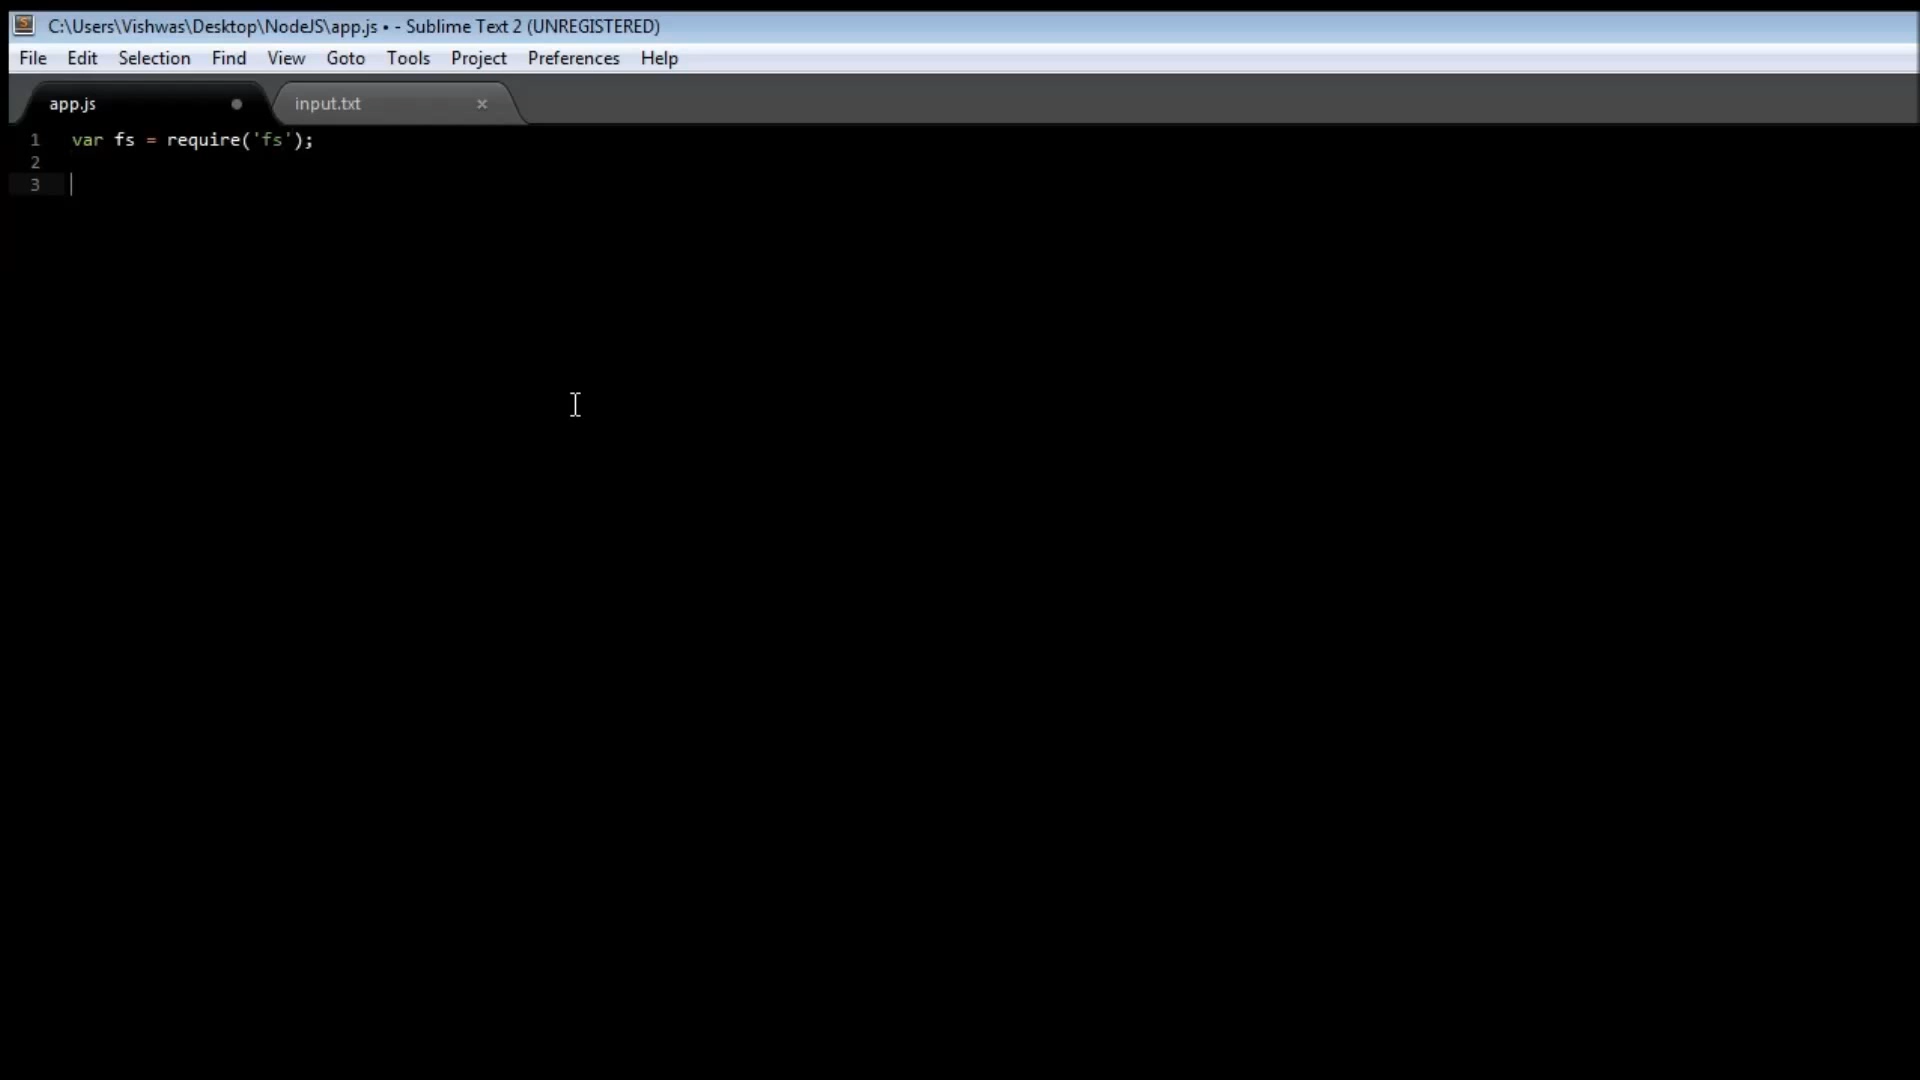 C:\Users\Vishwas\Desktop\NodeJS\app.js • - Sublime Text 2 (UNREGISTERED)
File Edit Selection Find View Goto Tools Project Preferences Help
app.js input.txt
1 var fs = require('fs');
2
3